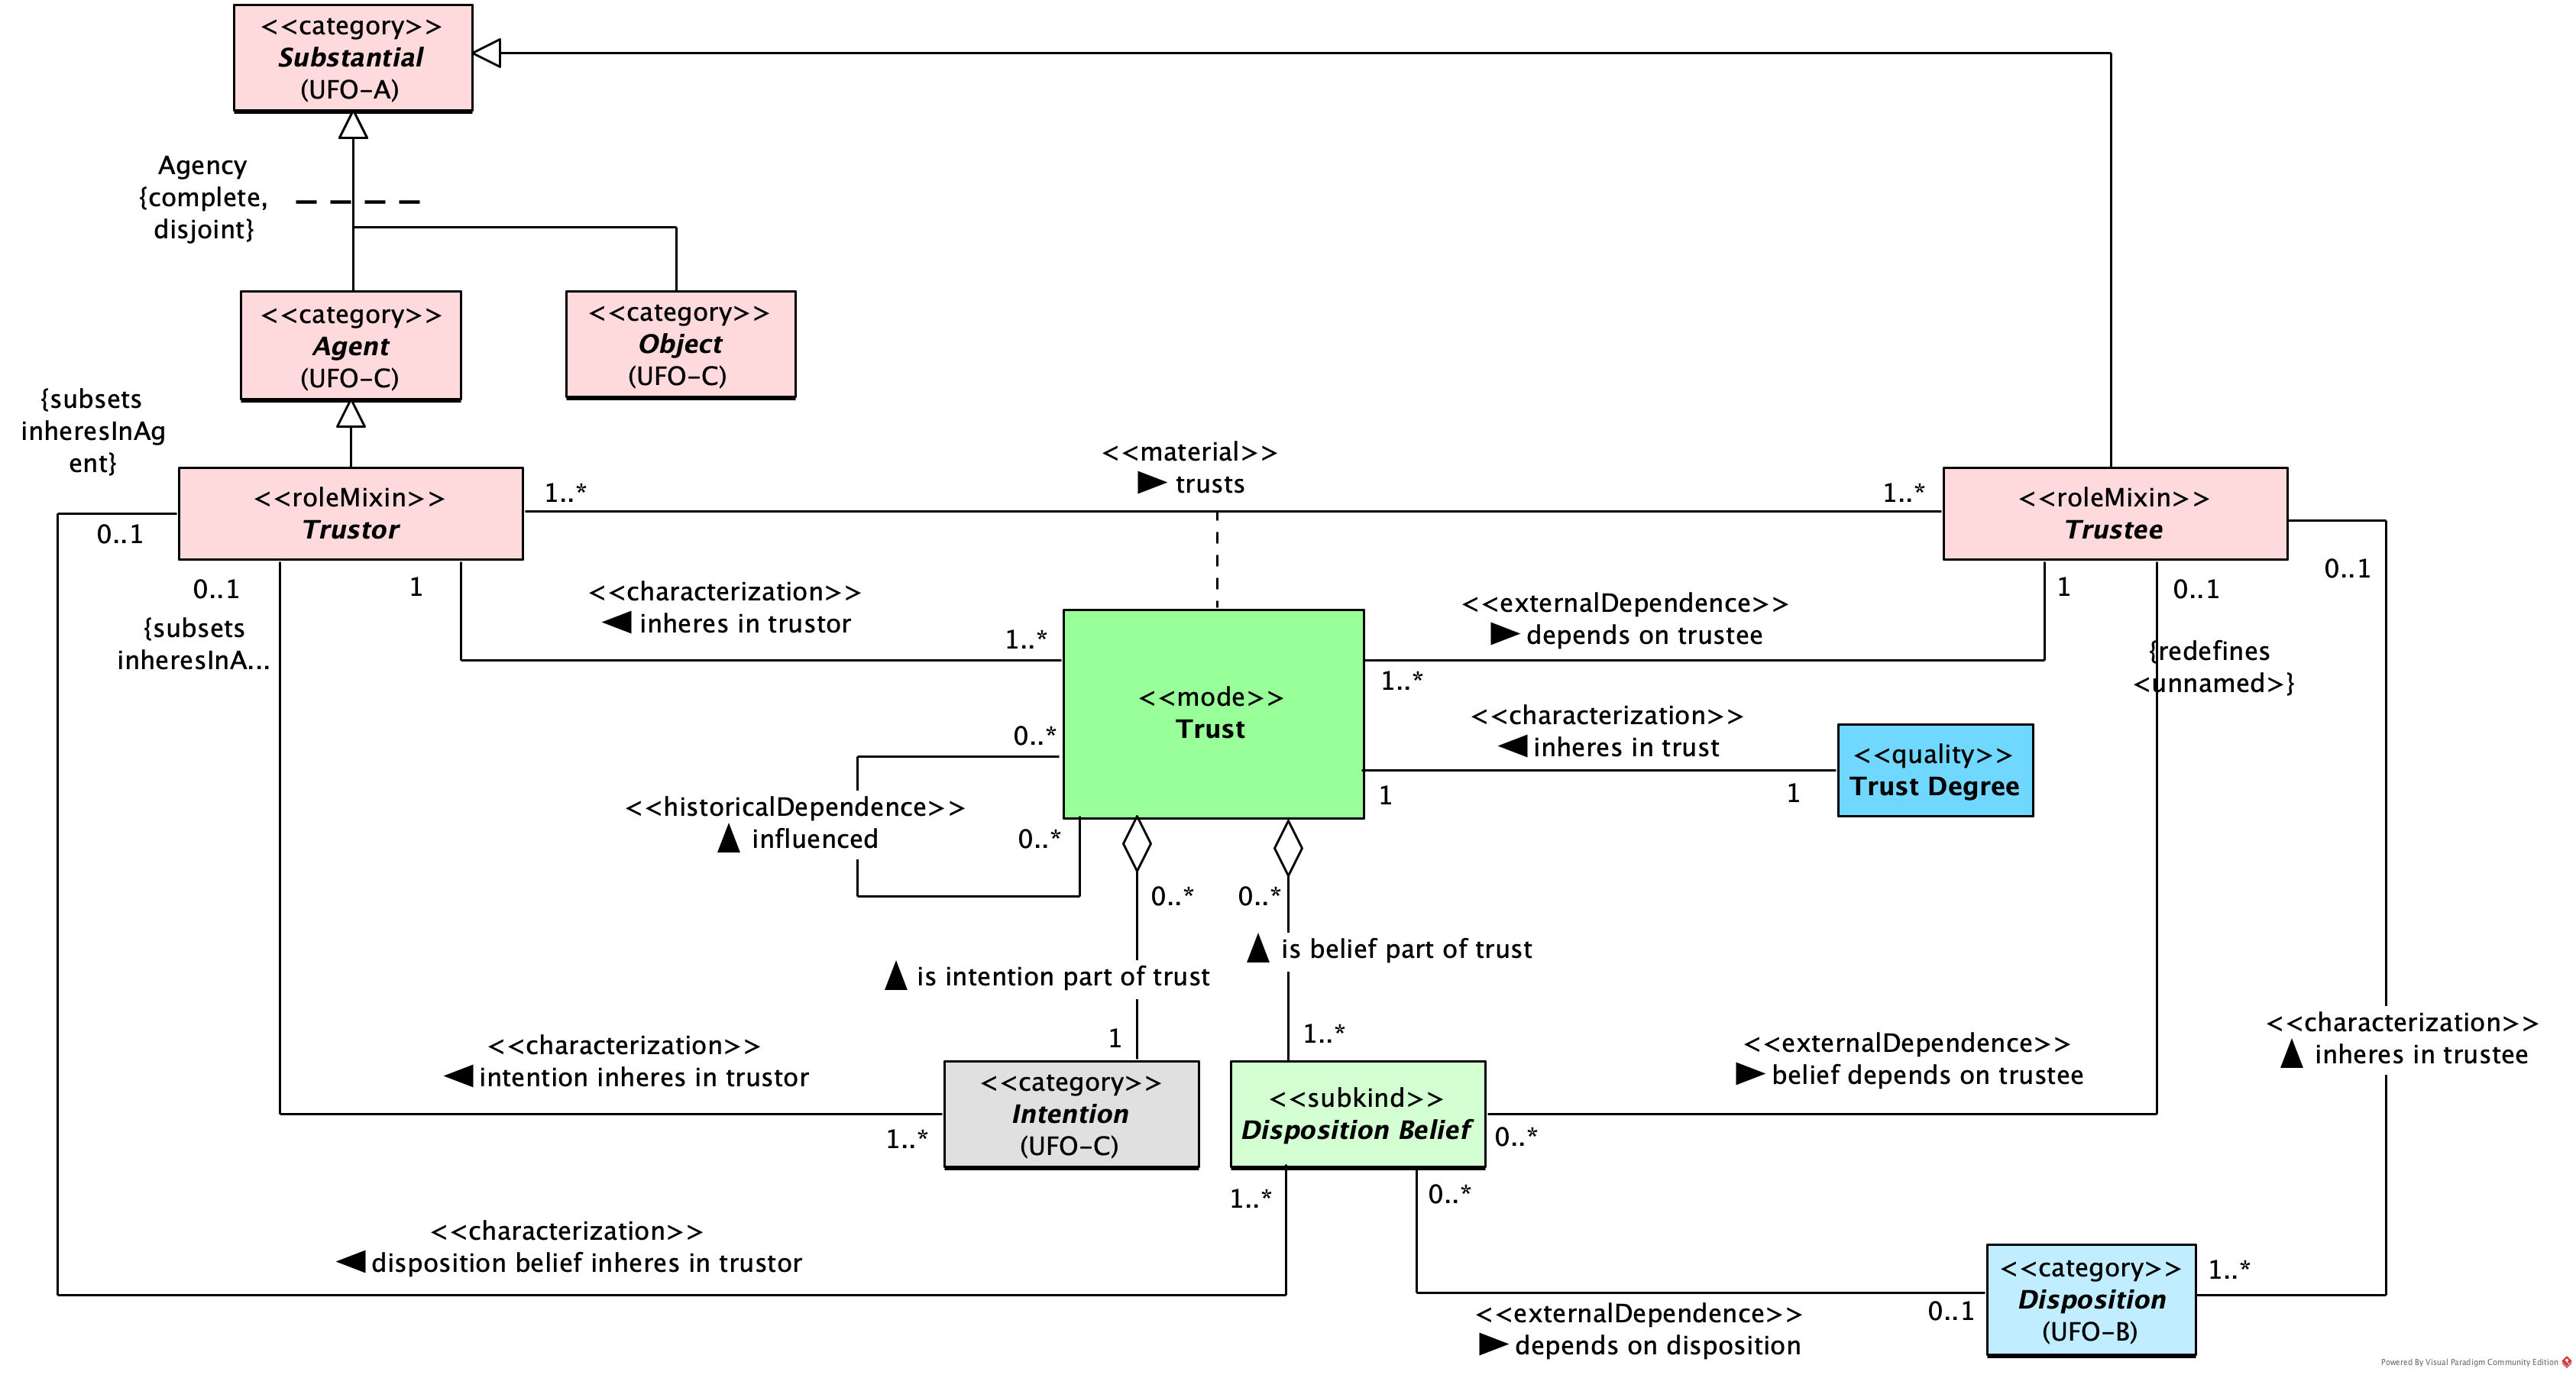 <<category>>
Substantial
(UFO-A)
Agency
{complete,
disjoint}
<<category>>
Agent
(UFO-C)
<<category>>
Object
(UFO-C)
{subsets
inheresInAg
ent}
<<roleMixin>>
Trustor
1..*
<<material>>
▶ trusts
1..*
<<roleMixin>>
Trustee
0..1
0..1
{subsets
inheresInA...
1
<<characterization>>
◀ inheres in trustor
1..*
<<externalDependence>>
▶ depends on trustee
1
0..1
0..1
{redefines
<unnamed>}
1..*
<<mode>>
Trust
<<characterization>>
◀ inheres in trust
1
1
<<quality>>
Trust Degree
0..*
<<historicalDependence>>
▲ influenced
0..*
0..*
0..*
▲ is belief part of trust
▲ is intention part of trust
1
1..*
<<characterization>>
◀ intention inheres in trustor
1..*
<<category>>
Intention
(UFO-C)
<<subkind>>
Disposition Belief
<<externalDependence>>
▶ belief depends on trustee
0..*
<<characterization>>
▲ inheres in trustee
1..*
0..*
<<characterization>>
◀ disposition belief inheres in trustor
<<externalDependence>>
▶ depends on disposition
0..1
<<category>>
Disposition
(UFO-B)
1..*
Powered By Visual Paradigm Community Edition